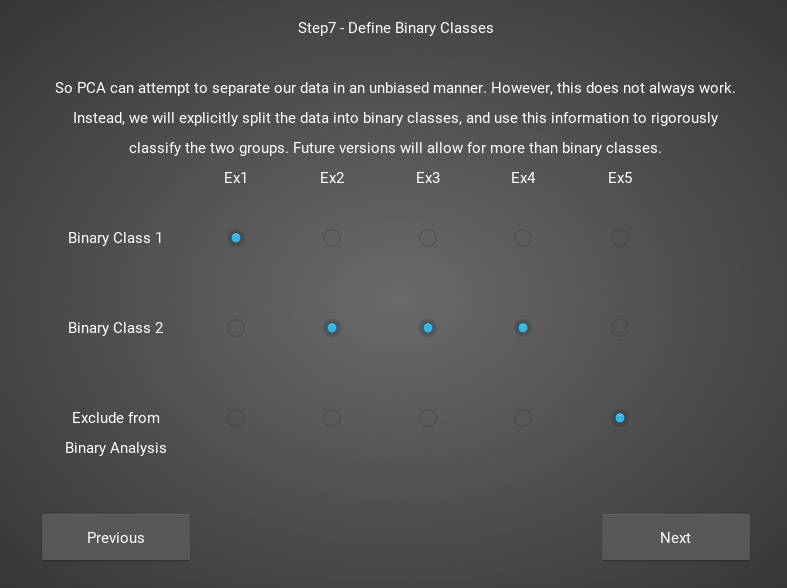 Step7 - Define Binary Classes
So PCA can attempt to separate our data in an unbiased manner. However, this does not always work.
Instead, we will explicitly split the data into binary classes, and use this information to rigorously
classify the two groups. Future versions will allow for more than binary classes.
Ex1 Ex2 Ex3 Ex4 Ex5
Binary Class 1
Binary Class 2
Exclude from
Binary Analysis
Previous Next